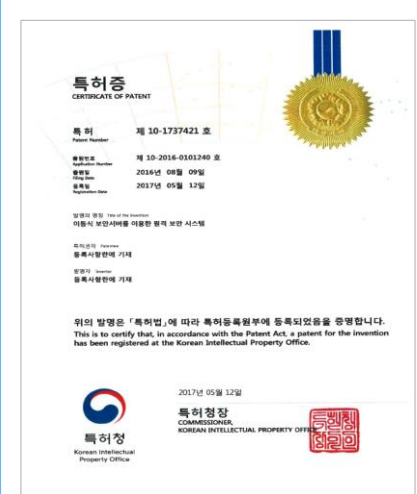 특허증
CERTIFICATE OF PATENT
특 허 제 10-1737421 호
Patent Number
출원번호 제 10-2016-0101240 호
Application Number
출원일 2016년 08월 09일
Filing Date
등록일 2017년 05월 12일
Registration Date
발명의 명칭 Title of the Invention
이동식 보안서버를 이용한 원격 보안 시스템
특허권자 Patentee
등록사항란에 기재
발명자 Inventor
등록사항란에 기재
위의 발명은 「특허법」에 따라 특허등록원부에 등록되었음을 증명합니다.
This is to certify that, in accordance with the Patent Act, a patent for the invention
has been registered at the Korean Intellectual Property Office.
2017년 05월 12일
특허청장
COMMISSIONER,
KOREAN INTELLECTUAL PROPERTY OFFICE
특허청
Korean Intellectual
Property Office